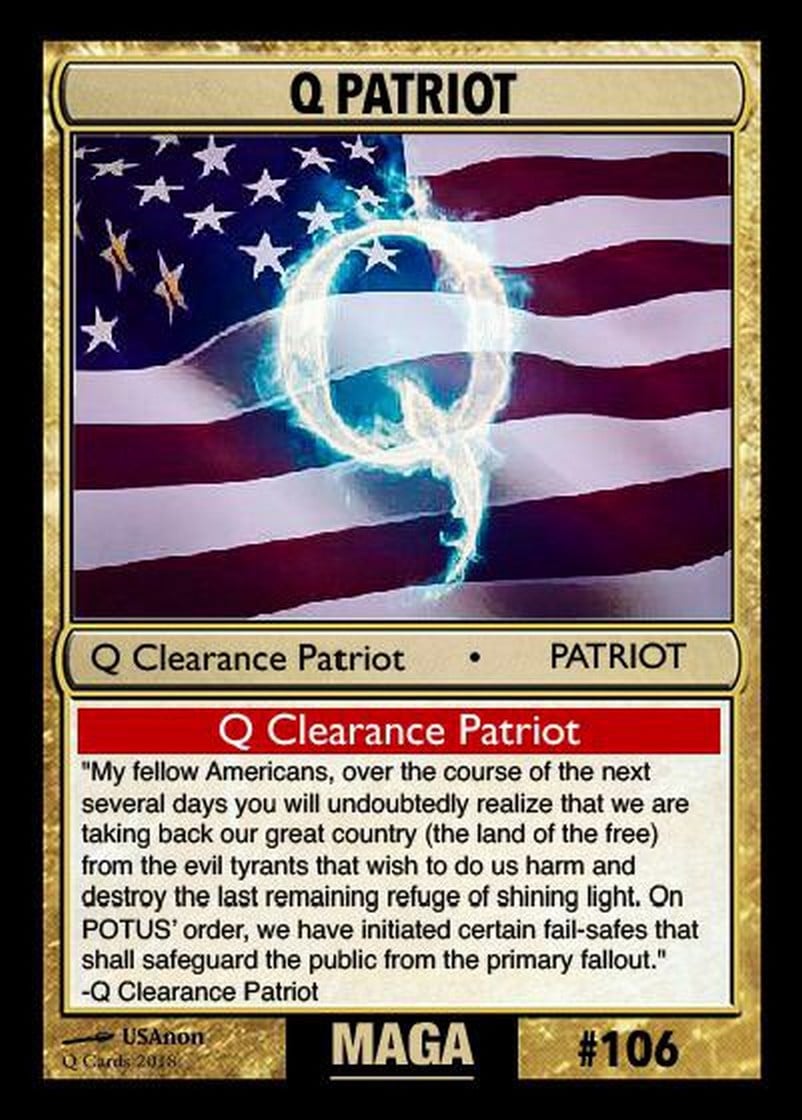 Q PATRIOT
Q
Q Clearance Patriot • PATRIOT
Q Clearance Patriot
"My fellow Americans, over the course of the next
several days you will undoubtedly realize that we are
taking back our great country (the land of the free)
from the evil tyrants that wish to do us harm and
destroy the last remaining refuge of shining light. On
POTUS’ order, we have initiated certain fail-safes that
shall safeguard the public from the primary fallout."
-Q Clearance Patriot
USAnon
Q Cards 2018
MAGA
#106